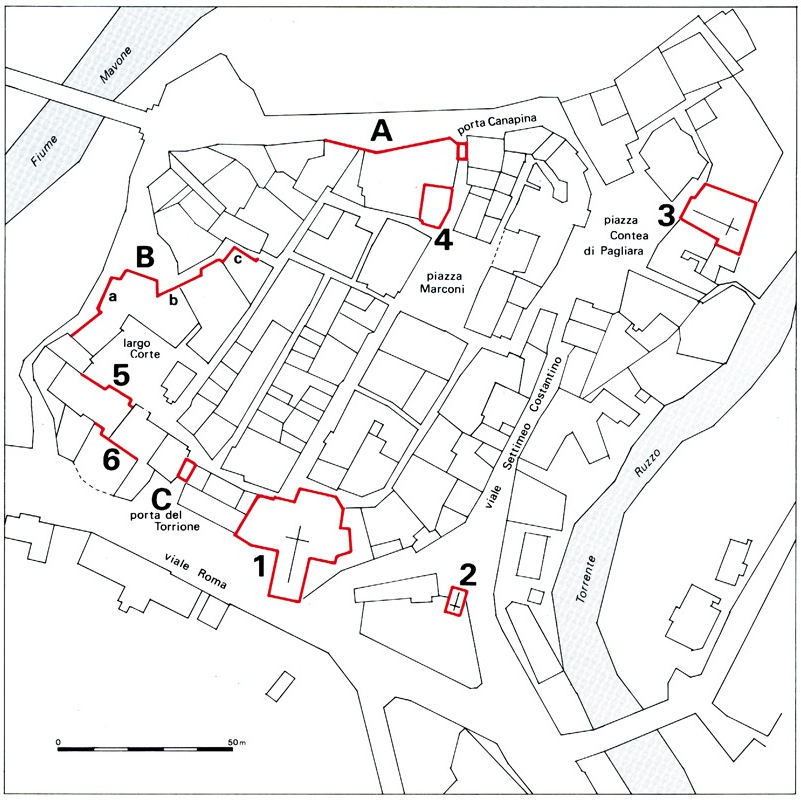 Mavone
Fiume
A
porta Canapina
3
piazza
Contea
di Pagliara
4
piazza
Marconi
B
a
b
c
largo
Corte
5
6
viale Settimeo Costantino
Ruzzo
C
porta del
Torrione
viale Roma
1
2
Torrente
0
50 m